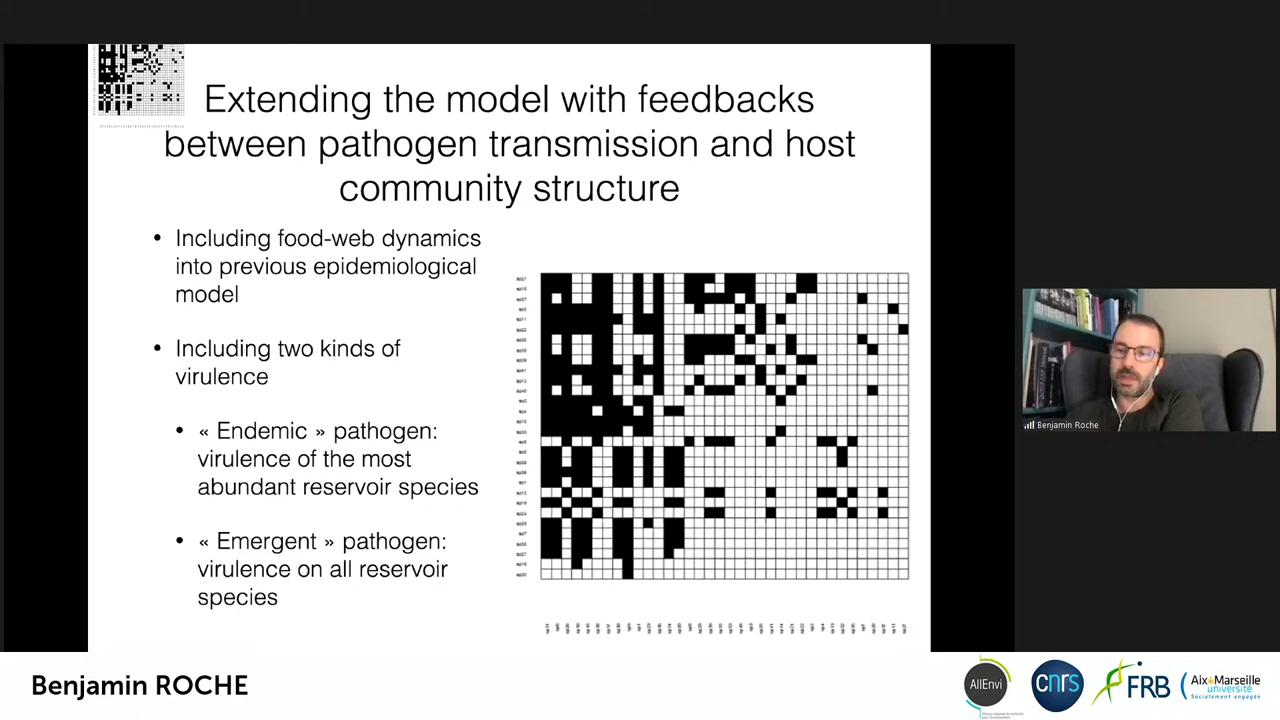 Extending the model with feedbacks
between pathogen transmission and host
community structure
• Including food-web dynamics
into previous epidemiological
model
• Including two kinds of
virulence
• « Endemic » pathogen:
virulence of the most
abundant reservoir species
• « Emergent » pathogen:
virulence on all reservoir
species
Benjamin Roche
Benjamin ROCHE
AllEnvi
cnrs
FRB
Aix Marseille
université
Socialement engagée